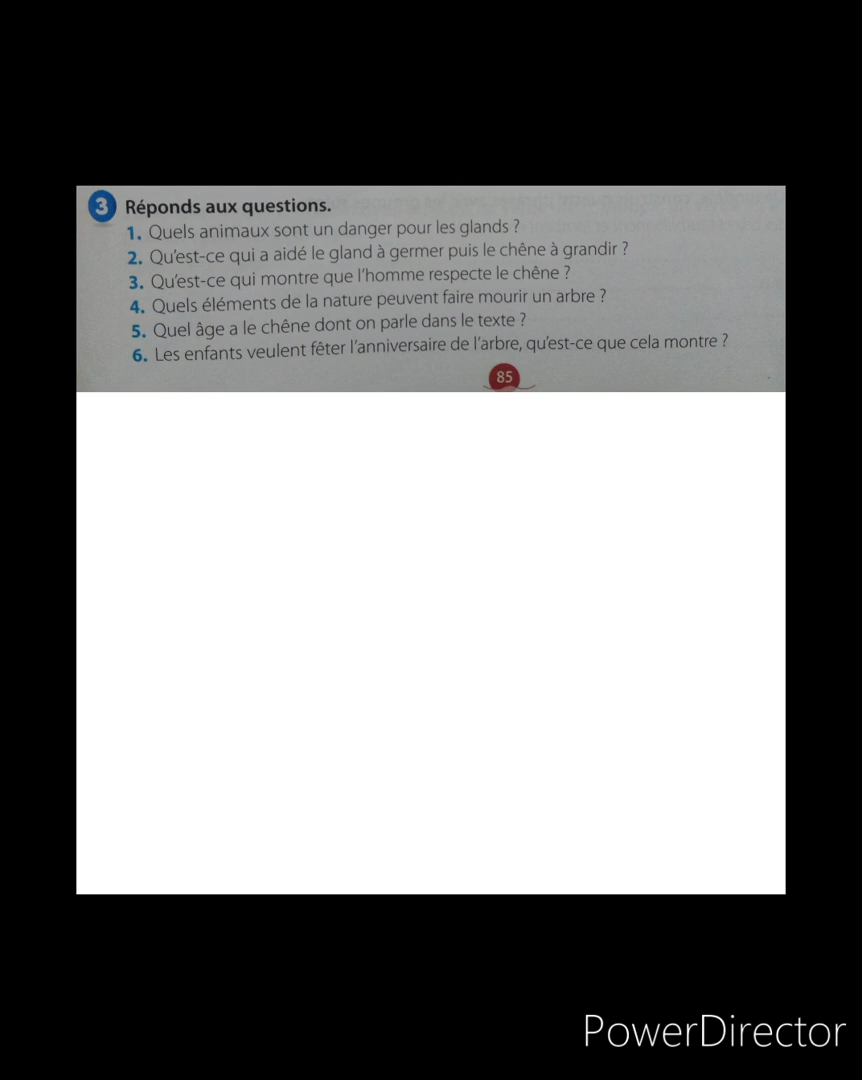 3 Réponds aux questions.
1. Quels animaux sont un danger pour les glands ?
2. Qu'est-ce qui a aidé le gland à germer puis le chêne à grandir ?
3. Qu'est-ce qui montre que l'homme respecte le chêne ?
4. Quels éléments de la nature peuvent faire mourir un arbre ?
5. Quel âge a le chêne dont on parle dans le texte ?
6. Les enfants veulent fêter l'anniversaire de l'arbre, qu'est-ce que cela montre ?
85
PowerDirector